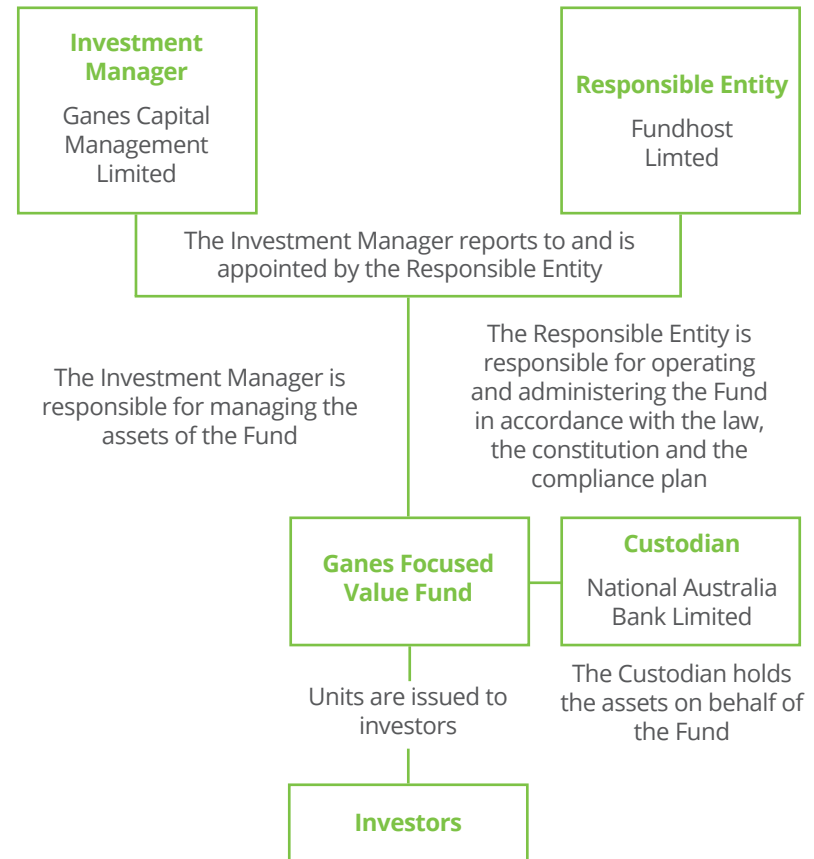 Investment
Manager
Ganes Capital
Management
Limited
Responsible Entity
Fundhost
Limted
The Investment Manager reports to and is
appointed by the Responsible Entity
The Investment Manager is
responsible for managing the
assets of the Fund
The Responsible Entity is
responsible for operating
and administering the Fund
in accordance with the law,
the constitution and the
compliance plan
Ganes Focused
Value Fund
Custodian
National Australia
Bank Limited
The Custodian holds
the assets on behalf of
the Fund
Units are issued to
investors
Investors